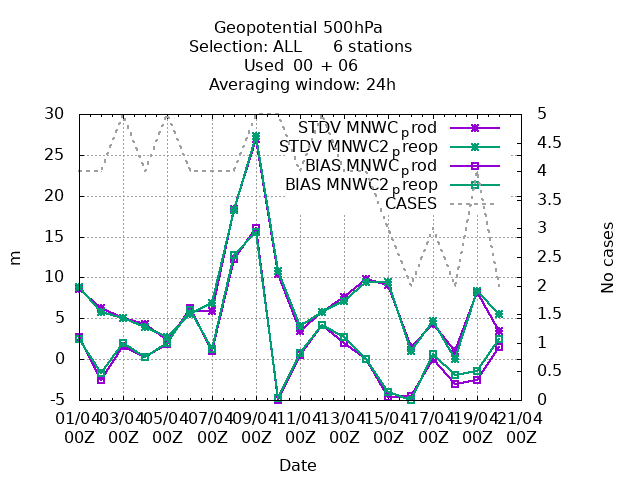 Geopotential 500hPa
Selection: ALL 6 stations
Used 00 + 06
Averaging window: 24h
STDV MNWC_prod
STDV MNWC2_preop
BIAS MNWC_prod
BIAS MNWC2_preop
CASES
30
25
20
15
10
5
0
-5
m
5
4.5
4
3.5
3
2.5
2
1.5
1
0.5
0
No cases
01/04 03/04 05/04 07/04 09/04 11/04 13/04 15/04 17/04 19/04 21/04
00Z 00Z 00Z 00Z 00Z 00Z 00Z 00Z 00Z 00Z 00Z
Date